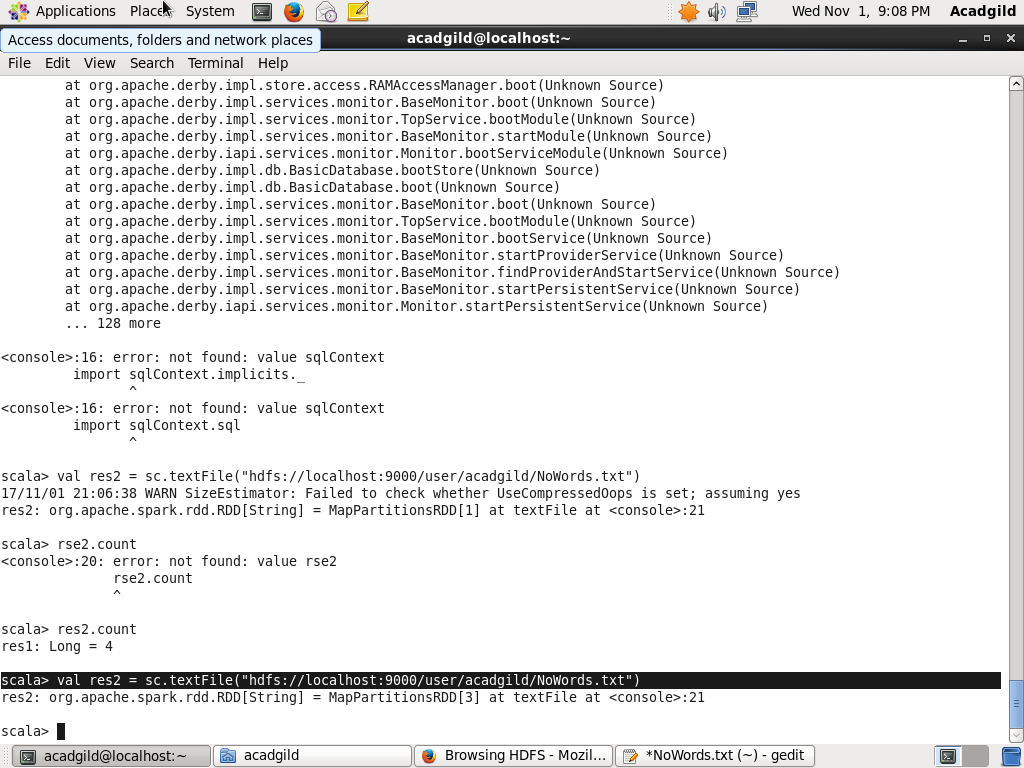 Applications Places System Wed Nov 1, 9:08 PM Acadgild
Access documents, folders and network places
acadgild@localhost:~
File Edit View Search Terminal Help
at org.apache.derby.impl.store.access.RAMAccessManager.boot(Unknown Source)
at org.apache.derby.impl.services.monitor.BaseMonitor.boot(Unknown Source)
at org.apache.derby.impl.services.monitor.TopService.bootModule(Unknown Source)
at org.apache.derby.impl.services.monitor.BaseMonitor.startModule(Unknown Source)
at org.apache.derby.iapi.services.monitor.Monitor.bootServiceModule(Unknown Source)
at org.apache.derby.impl.db.BasicDatabase.bootStore(Unknown Source)
at org.apache.derby.impl.db.BasicDatabase.boot(Unknown Source)
at org.apache.derby.impl.services.monitor.BaseMonitor.boot(Unknown Source)
at org.apache.derby.impl.services.monitor.TopService.bootModule(Unknown Source)
at org.apache.derby.impl.services.monitor.BaseMonitor.bootService(Unknown Source)
at org.apache.derby.impl.services.monitor.BaseMonitor.startProviderService(Unknown Source)
at org.apache.derby.impl.services.monitor.BaseMonitor.findProviderAndStartService(Unknown Source)
at org.apache.derby.impl.services.monitor.BaseMonitor.startPersistentService(Unknown Source)
at org.apache.derby.iapi.services.monitor.Monitor.startPersistentService(Unknown Source)
... 128 more
<console>:16: error: not found: value sqlContext
import sqlContext.implicits._
^
<console>:16: error: not found: value sqlContext
import sqlContext.sql
^
scala> val res2 = sc.textFile("hdfs://localhost:9000/user/acadgild/NoWords.txt")
17/11/01 21:06:38 WARN SizeEstimator: Failed to check whether UseCompressedOops is set; assuming yes
res2: org.apache.spark.rdd.RDD[String] = MapPartitionsRDD[1] at textFile at <console>:21
scala> rse2.count
<console>:20: error: not found: value rse2
rse2.count
^
scala> res2.count
res1: Long = 4
scala> val res2 = sc.textFile("hdfs://localhost:9000/user/acadgild/NoWords.txt")
res2: org.apache.spark.rdd.RDD[String] = MapPartitionsRDD[3] at textFile at <console>:21
scala>
acadgild@localhost:~ acadgild Browsing HDFS - Mozil... *NoWords.txt (~) - gedit